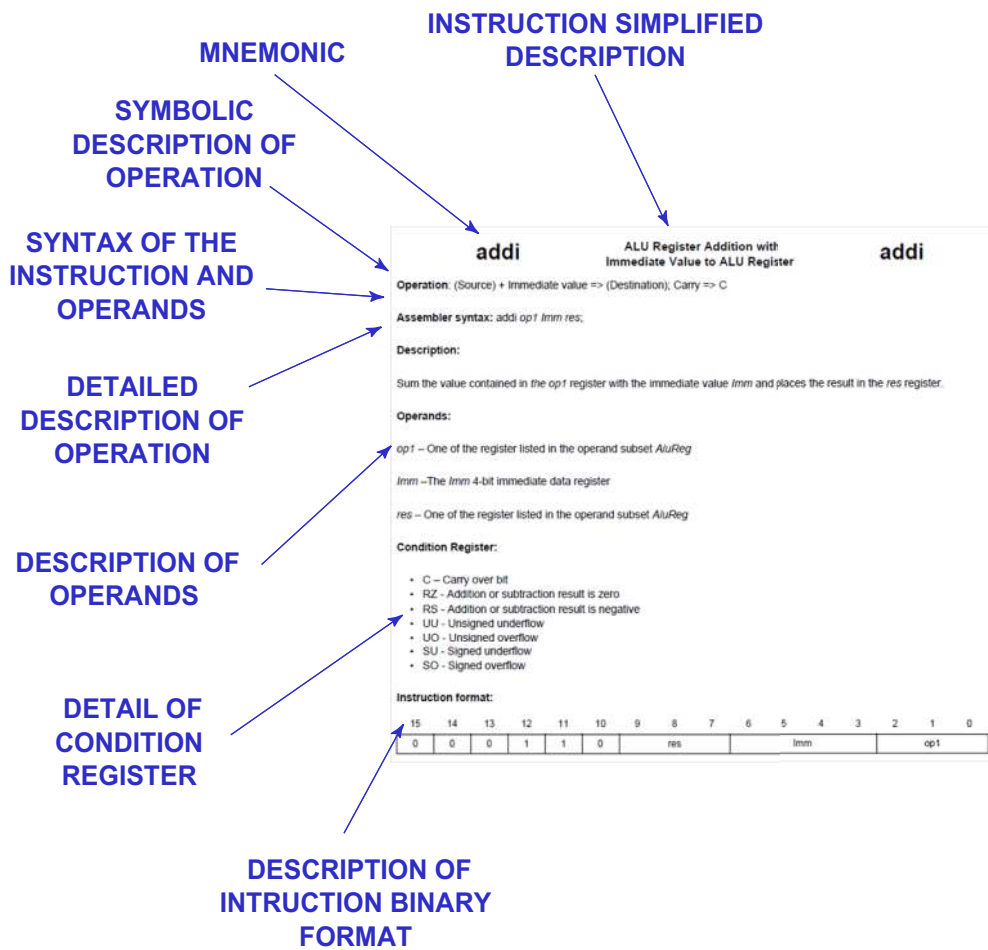 INSTRUCTION SIMPLIFIED
DESCRIPTION
MNEMONIC
SYMBOLIC
DESCRIPTION OF
OPERATION
SYNTAX OF THE
INSTRUCTION AND
OPERANDS
DETAILED
DESCRIPTION OF
OPERATION
DESCRIPTION OF
OPERANDS
DETAIL OF
CONDITION
REGISTER
DESCRIPTION OF
INTRUCTION BINARY
FORMAT
addi
ALU Register Addition with
Immediate Value to ALU Register
addi
Operation: (Source) + Immediate value => (Destination); Carry => C
Assembler syntax: addi op1 Imm res;
Description:
Sum the value contained in the op1 register with the immediate value Imm and places the result in the res register.
Operands:
op1 – One of the register listed in the operand subset AluReg
Imm –The Imm 4-bit immediate data register
res – One of the register listed in the operand subset AluReg
Condition Register:
• C – Carry over bit
• RZ - Addition or subtraction result is zero
• RS - Addition or subtraction result is negative
• UU - Unsigned underflow
• UO - Unsigned overflow
• SU - Signed underflow
• SO - Signed overflow
Instruction format:
15 14 13 12 11 10 9 8 7 6 5 4 3 2 1 0
0 0 0 1 1 0 res Imm op1